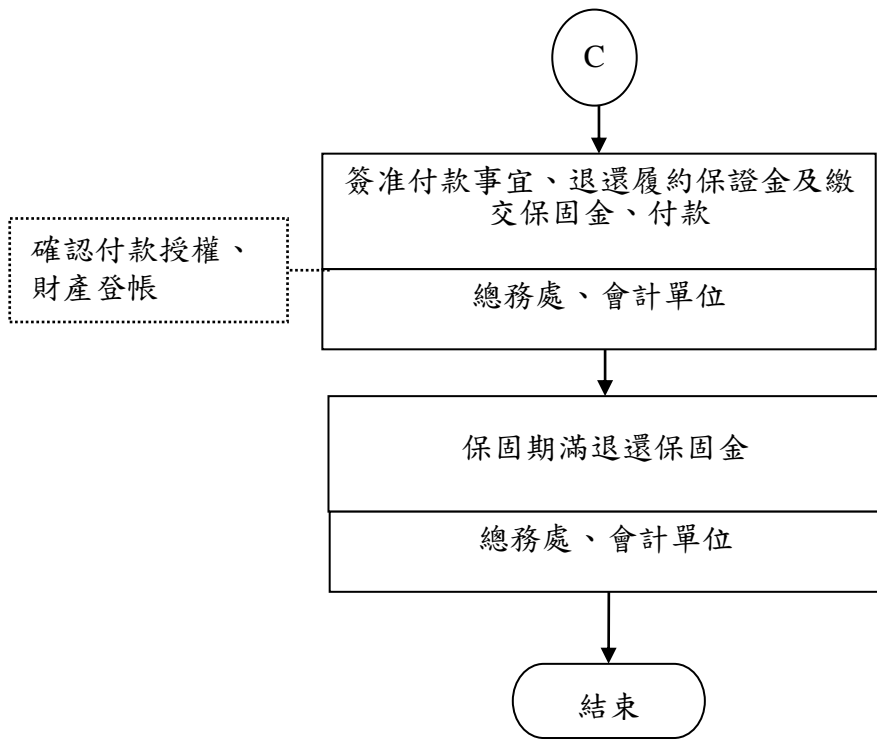 C
簽准付款事宜、退還履約保證金及繳
交保固金、付款
確認付款授權、
財產登帳
總務處、會計單位
保固期滿退還保固金
總務處、會計單位
結束